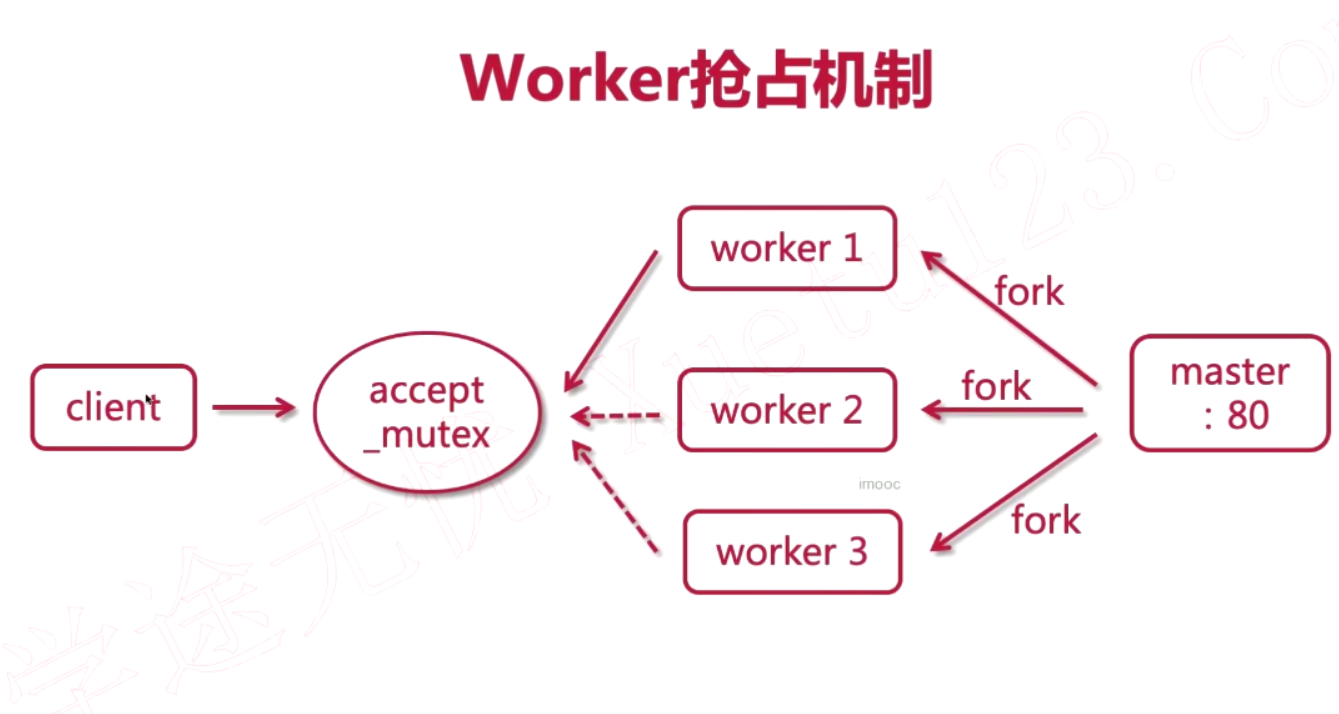 Worker抢占机制
worker 1
fork
master
: 80
client
accept
_mutex
worker 2
fork
imooc
worker 3
fork
学途无忧 Xuetu123.Com